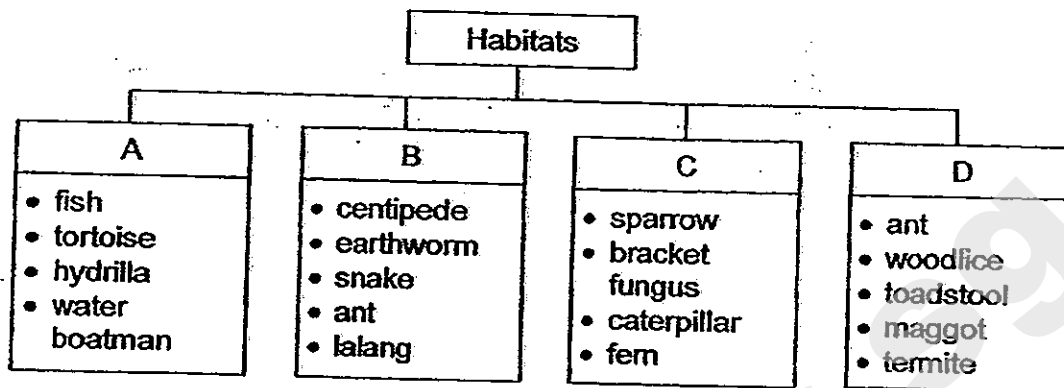 Habitats
A
• fish
• tortoise
• hydrilla
• water
boatman
B
• centipede
• earthworm
• snake
• ant
• lalang
C
• sparrow
• bracket
fungus
• caterpillar
• fern
D
• ant
• woodlice
• toadstool
• maggot
• termite